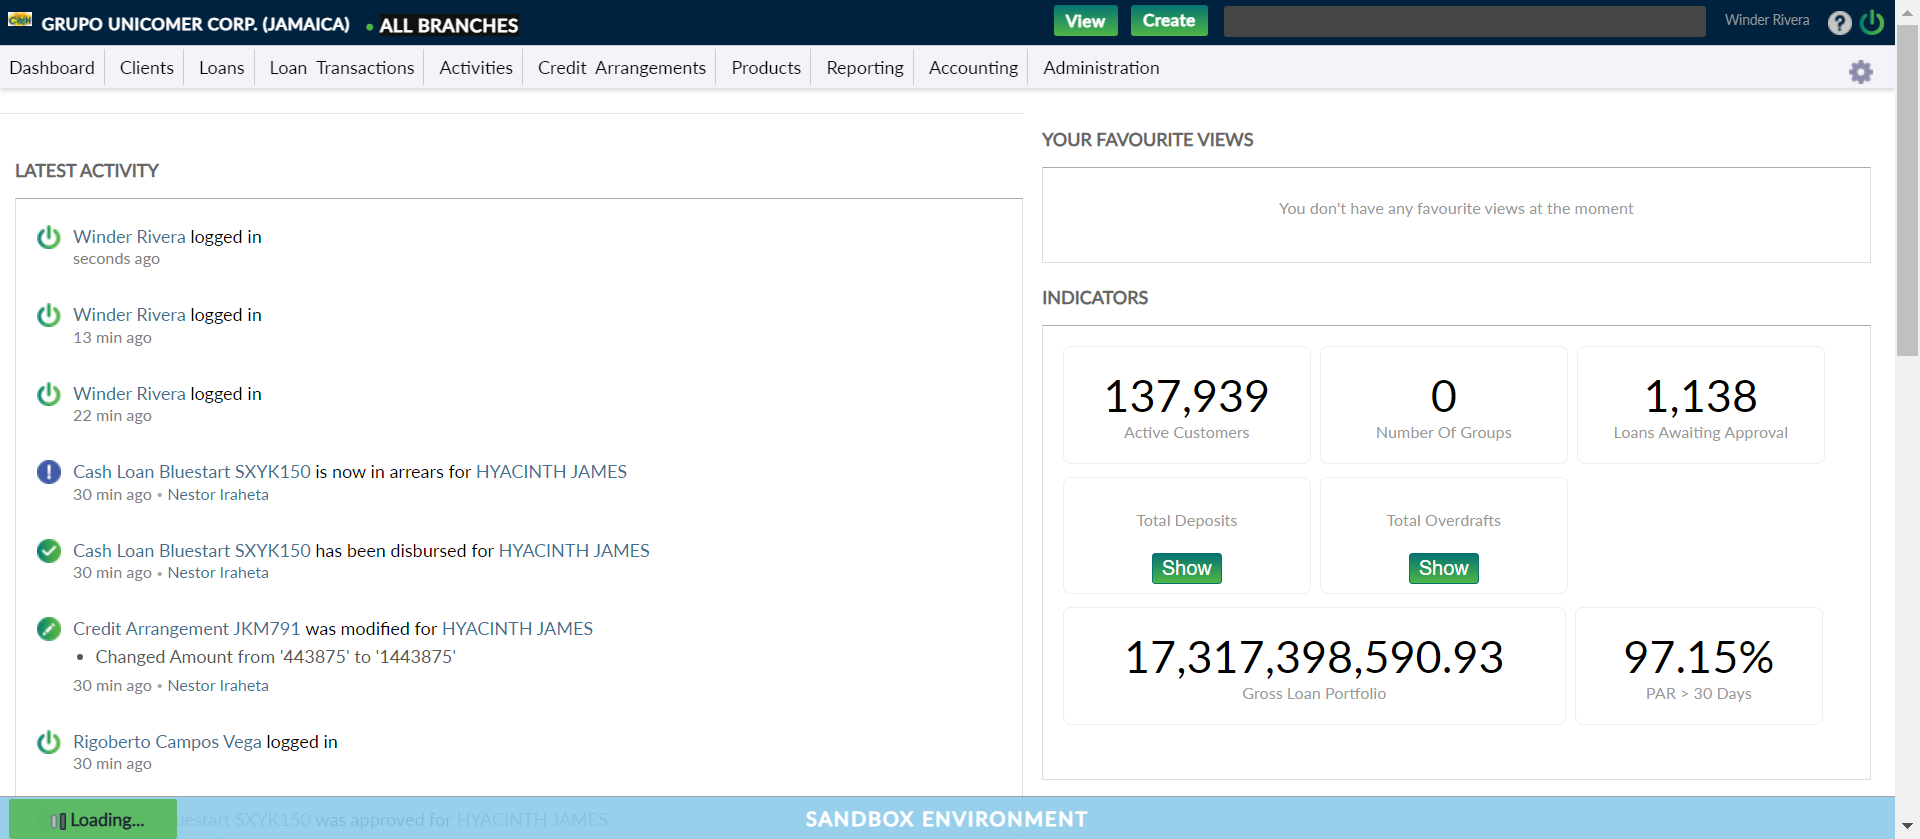 Cash
GRUPO UNICOMER CORP. (JAMAICA) • ALL BRANCHES
View
Create
Winder Rivera
?
Dashboard
Clients
Loans
Loan Transactions
Activities
Credit Arrangements
Products
Reporting
Accounting
Administration
LATEST ACTIVITY
Winder Rivera logged in
seconds ago
Winder Rivera logged in
13 min ago
Winder Rivera logged in
22 min ago
Cash Loan Bluestart SXYK150 is now in arrears for HYACINTH JAMES
30 min ago • Nestor Iraheta
Cash Loan Bluestart SXYK150 has been disbursed for HYACINTH JAMES
30 min ago • Nestor Iraheta
Credit Arrangement JKM791 was modified for HYACINTH JAMES
• Changed Amount from '443875' to '1443875'
30 min ago • Nestor Iraheta
Rigoberto Campos Vega logged in
30 min ago
uestart SXYK150 was approved for HYACINTH JAMES
YOUR FAVOURITE VIEWS
You don't have any favourite views at the moment
INDICATORS
137,939
Active Customers
0
Number Of Groups
1,138
Loans Awaiting Approval
Total Deposits
Show
Total Overdrafts
Show
17,317,398,590.93
Gross Loan Portfolio
97.15%
PAR > 30 Days
Loading...
SANDBOX ENVIRONMENT